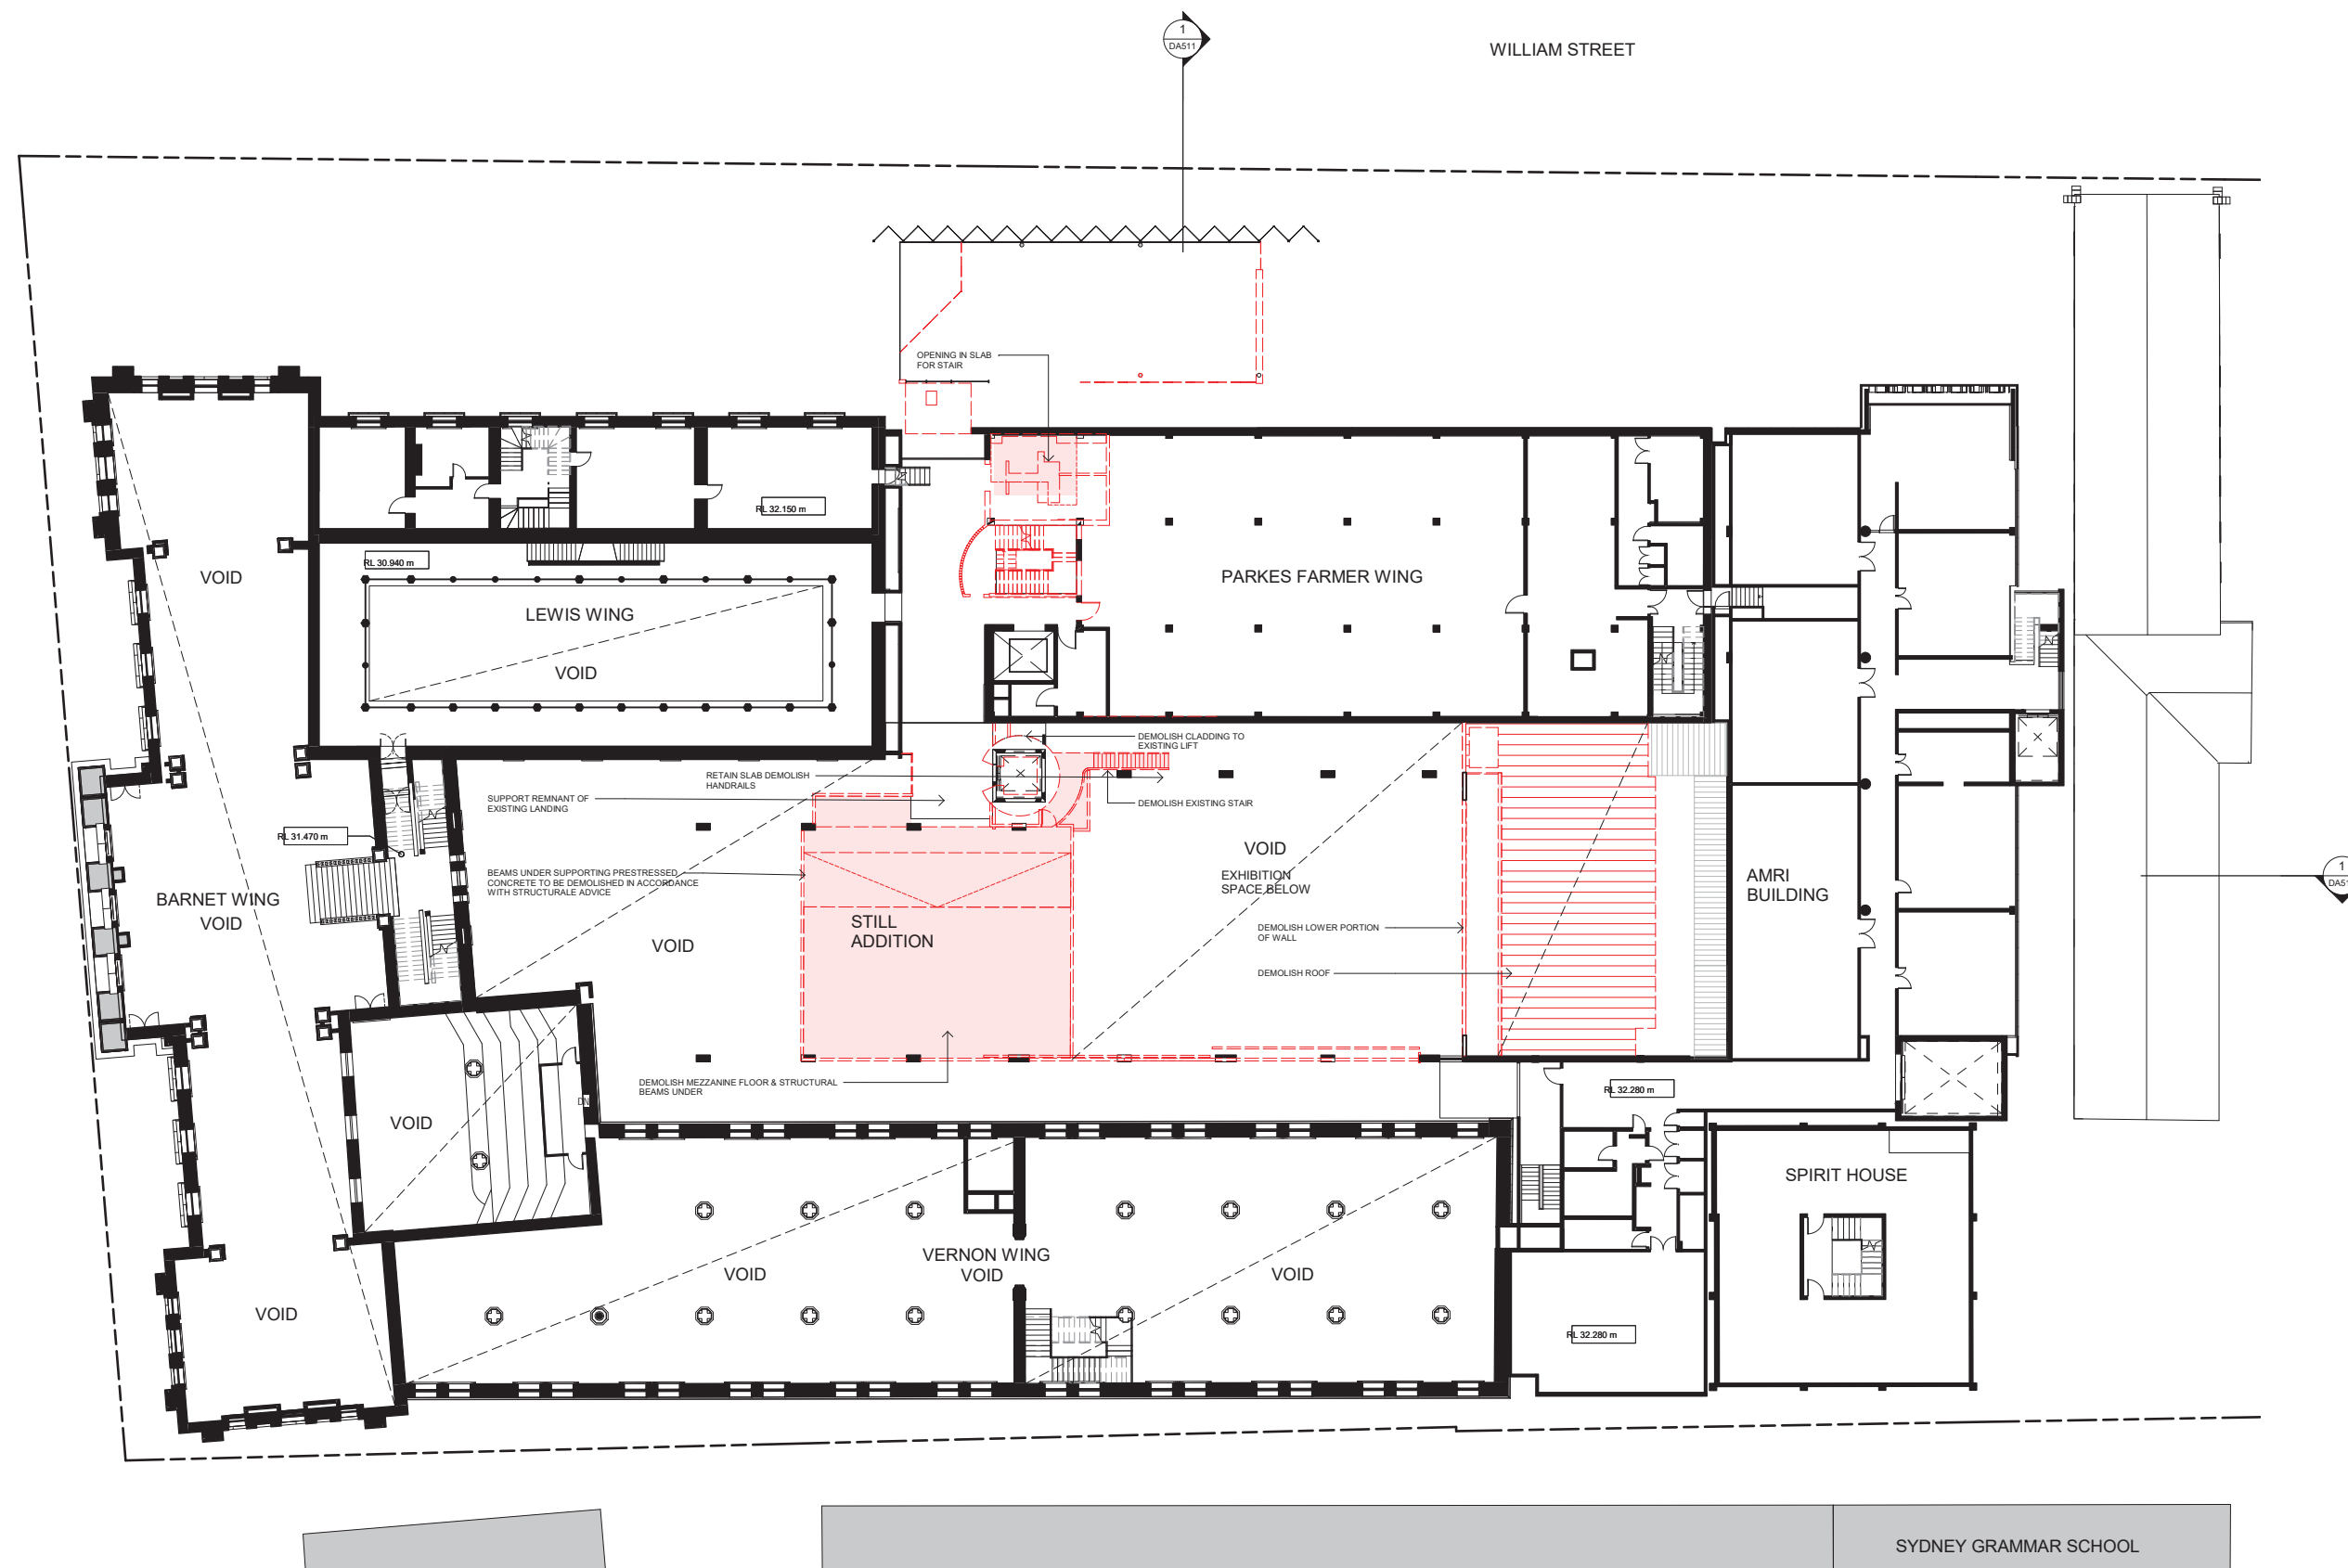 1
DA511
WILLIAM STREET
OPENING IN SLAB
FOR STAIR
RL 32.150 m
RL 30.940 m
VOID
PARKES FARMER WING
LEWIS WING
VOID
DEMOLISH CLADDING TO
EXISTING LIFT
RETAIN SLAB DEMOLISH
HANDRAILS
SUPPORT REMNANT OF
EXISTING LANDING
DEMOLISH EXISTING STAIR
RL 31.470 m
VOID
EXHIBITION
SPACE BELOW
BEAMS UNDER SUPPORTING PRESTRESSED
CONCRETE TO BE DEMOLISHED IN ACCORDANCE
WITH STRUCTURALE ADVICE
AMRI
BUILDING
1
DA51
BARNET WING
VOID
STILL
ADDITION
VOID
DEMOLISH LOWER PORTION
OF WALL
DEMOLISH ROOF
DEMOLISH MEZZANINE FLOOR & STRUCTURAL
BEAMS UNDER
RL 32.280 m
DN
VOID
SPIRIT HOUSE
VERNON WING
VOID
VOID
VOID
VOID
RL 32.280 m
SYDNEY GRAMMAR SCHOOL